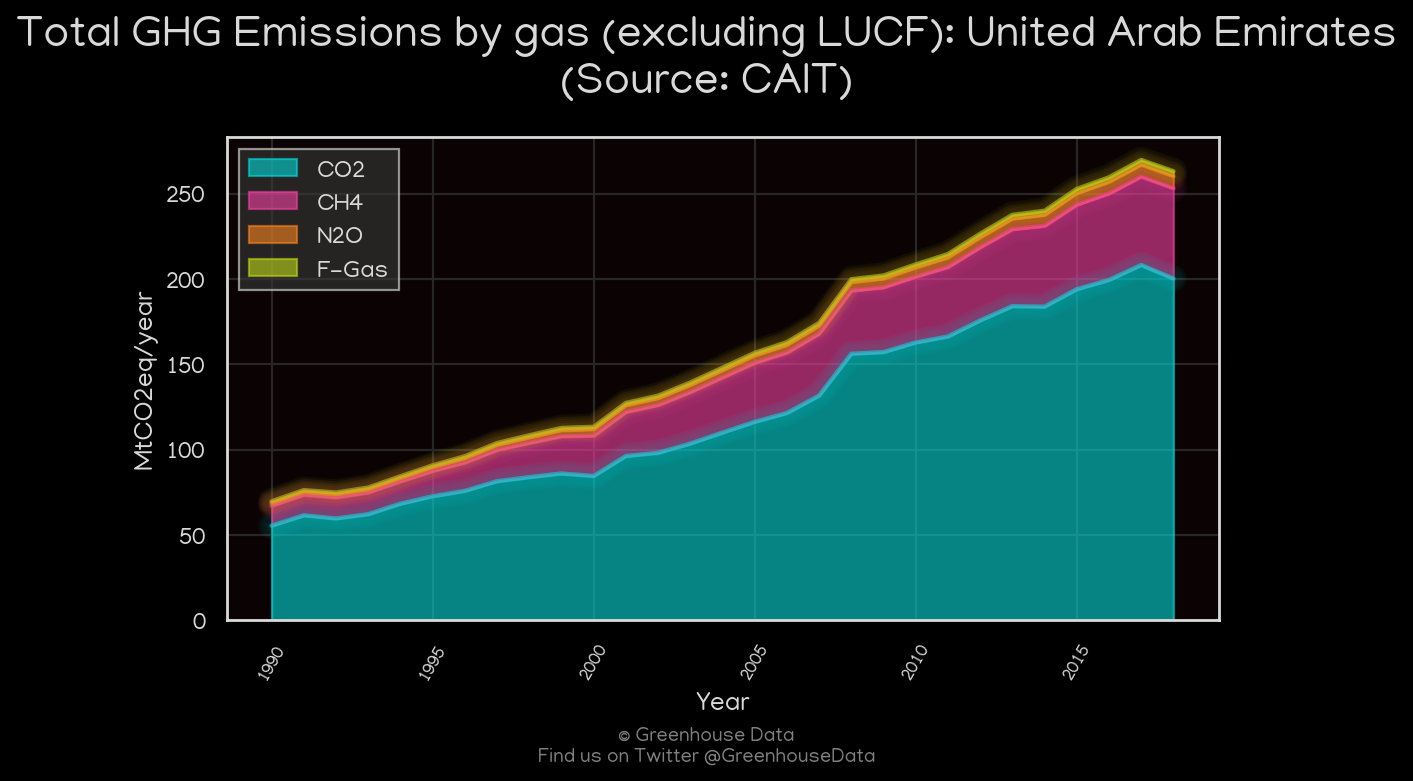 Total GHG Emissions by gas (excluding LUCF): United Arab Emirates
(Source: CAIT)
CO2
CH4
N2O
F-Gas
MtCO2eq/year
250
200
150
100
50
0
1990
1995
2000
2005
2010
2015
Year
© Greenhouse Data
Find us on Twitter @GreenhouseData